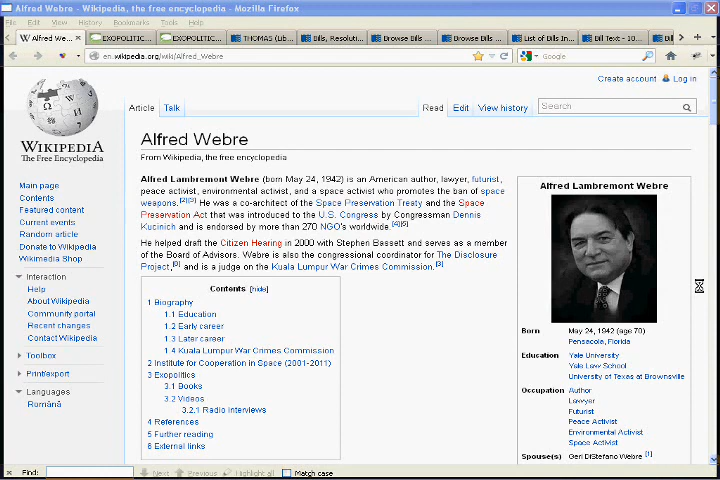 Alfred Webre - Wikipedia, the free encyclopedia - Mozilla Firefox
File Edit View History Bookmarks Tools Help
Alfred We... EXOPOLITIC... EXOPOLITIC... THOMAS (Lib... Bills, Resoluti... Browse Bills ... Browse Bills ... List of Bills In... Bill Text - 10... Bil
en.wikipedia.org/wiki/Alfred_Webre Google
Create account Log in
Article Talk Read Edit View history Search
WIKIPEDIA
The Free Encyclopedia
Main page
Contents
Featured content
Current events
Random article
Donate to Wikipedia
Wikimedia Shop
Interaction
Help
About Wikipedia
Community portal
Recent changes
Contact Wikipedia
Toolbox
Print/export
Languages
Română
Alfred Webre
From Wikipedia, the free encyclopedia
Alfred Lambremont Webre (born May 24, 1942) is an American author, lawyer, futurist,
peace activist, environmental activist, and a space activist who promotes the ban of space
weapons.[2][3] He was a co-architect of the Space Preservation Treaty and the Space
Preservation Act that was introduced to the U.S. Congress by Congressman Dennis
Kucinich and is endorsed by more than 270 NGO's worldwide.[4][5]
He helped draft the Citizen Hearing in 2000 with Stephen Bassett and serves as a member
of the Board of Advisors. Webre is also the congressional coordinator for The Disclosure
Project,[3] and is a judge on the Kuala Lumpur War Crimes Commission.[3]
Contents [hide]
1 Biography
1.1 Education
1.2 Early career
1.3 Later career
1.4 Kuala Lumpur War Crimes Commission
2 Institute for Cooperation in Space (2001-2011)
3 Exopolitics
3.1 Books
3.2 Videos
3.2.1 Radio interviews
4 References
5 Further reading
6 External links
Alfred Lambremont Webre
Born May 24, 1942 (age 70)
Pensacola, Florida
Education Yale University
Yale Law School
University of Texas at Brownsville
Occupation Author
Lawyer
Futurist
Peace Activist
Environmental Activist
Space Activist
Spouse(s) Geri DiStefano Webre [1]
Find: Next Previous Highlight all Match case